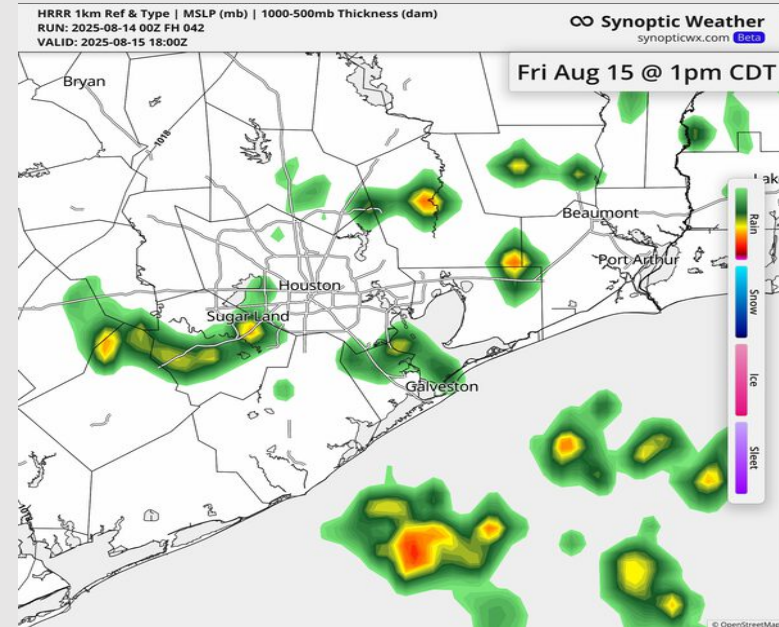 HRRR 1km Ref & Type | MSLP (mb) | 1000-500mb Thickness (dam)
RUN: 2025-08-14 00Z FH 042
VALID: 2025-08-15 18:00Z
Synoptic Weather
synopticwx.com Beta
Fri Aug 15 @ 1pm CDT
Bryan
1018
Beaumont
Port Arthur
Houston
Sugar Land
Galveston
Rain
Snow
Ice
Sleet